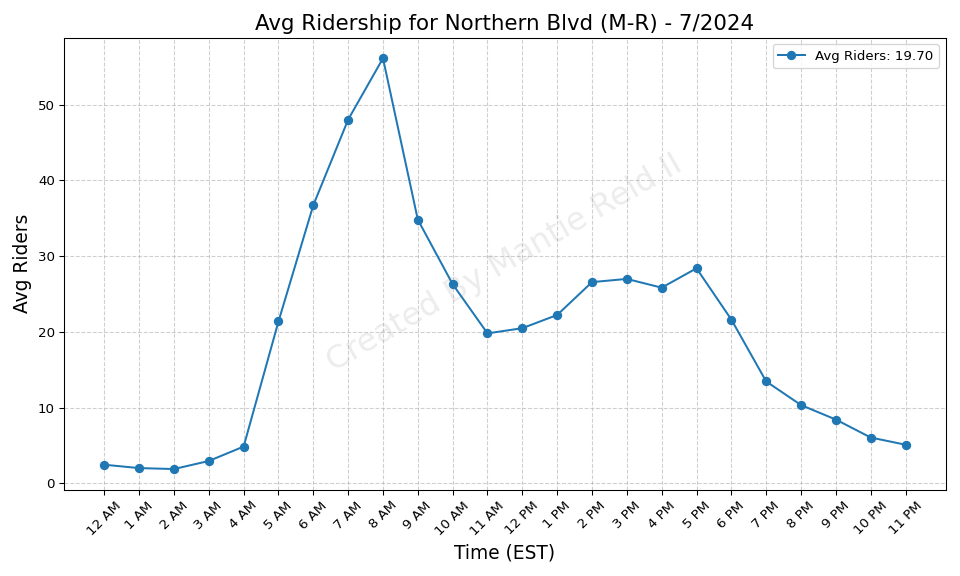 Avg Ridership for Northern Blvd (M-R) - 7/2024
Avg Riders: 19.70
Avg Riders
50
40
30
20
10
0
Created By Mantie Reid II
12 AM
1 AM
2 AM
3 AM
4 AM
5 AM
6 AM
7 AM
8 AM
9 AM
10 AM
11 AM
12 PM
1 PM
2 PM
3 PM
4 PM
5 PM
6 PM
7 PM
8 PM
9 PM
10 PM
11 PM
Time (EST)